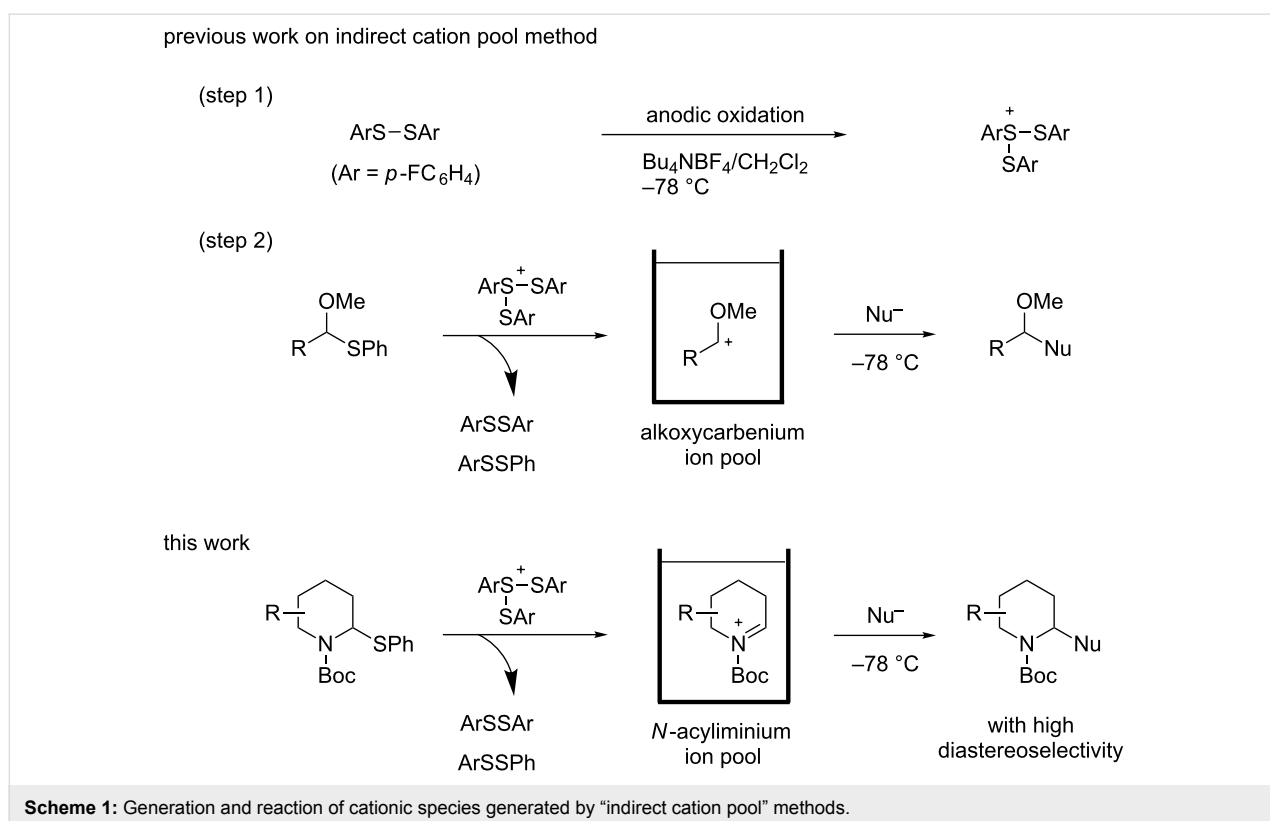 previous work on indirect cation pool method
(step 1)
ArS–SAr
(Ar = p-FC6H4)
anodic oxidation
Bu4NBF4/CH2Cl2
–78 °C
+
ArS–SAr
SAr
(step 2)
OMe
R
SPh
+
ArS–SAr
SAr
ArSSAr
ArSSPh
OMe
R
+
alkoxycarbenium
ion pool
Nu–
–78 °C
OMe
R
Nu
this work
R
N
SPh
Boc
+
ArS–SAr
SAr
ArSSAr
ArSSPh
R
+
N
Boc
N-acyliminium
ion pool
Nu–
–78 °C
R
N
Nu
Boc
with high
diastereoselectivity
Scheme 1: Generation and reaction of cationic species generated by “indirect cation pool” methods.